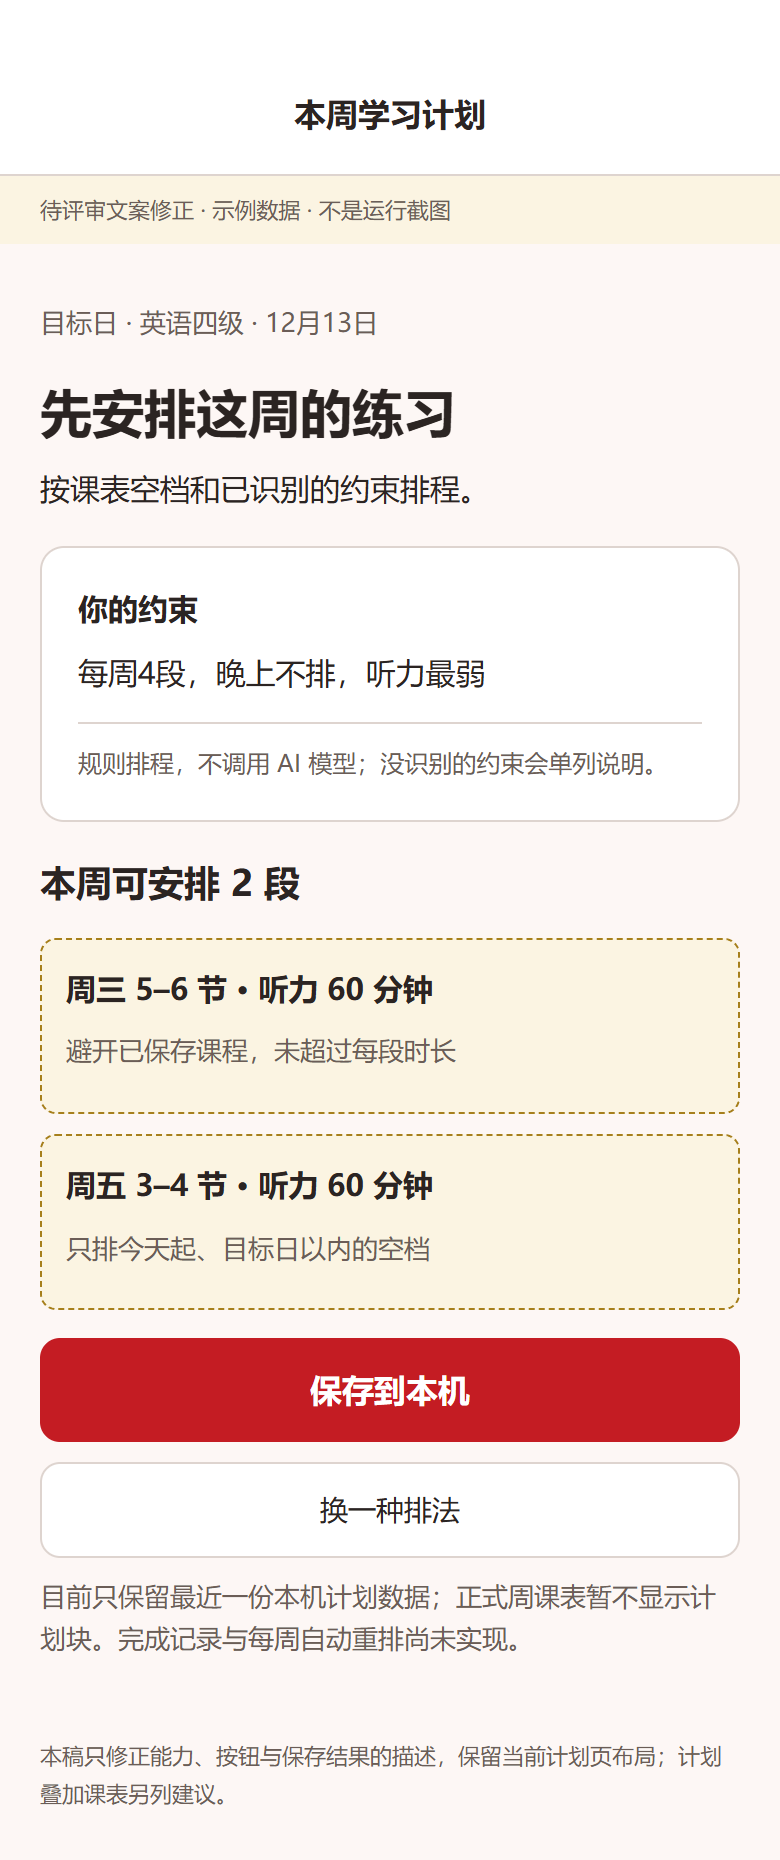 本周学习计划
待评审文案修正 · 示例数据 · 不是运行截图
目标日 · 英语四级 · 12月13日
先安排这周的练习
按课表空档和已识别的约束排程。
你的约束
每周4段，晚上不排，听力最弱
规则排程，不调用 AI 模型；没识别的约束会单列说明。
本周可安排 2 段
周三 5–6 节 • 听力 60 分钟
避开已保存课程，未超过每段时长
周五 3–4 节 • 听力 60 分钟
只排今天起、目标日以内的空档
保存到本机
换一种排法
目前只保留最近一份本机计划数据；正式周课表暂不显示计
划块。完成记录与每周自动重排尚未实现。
本稿只修正能力、按钮与保存结果的描述，保留当前计划页布局；计划
叠加课表另列建议。